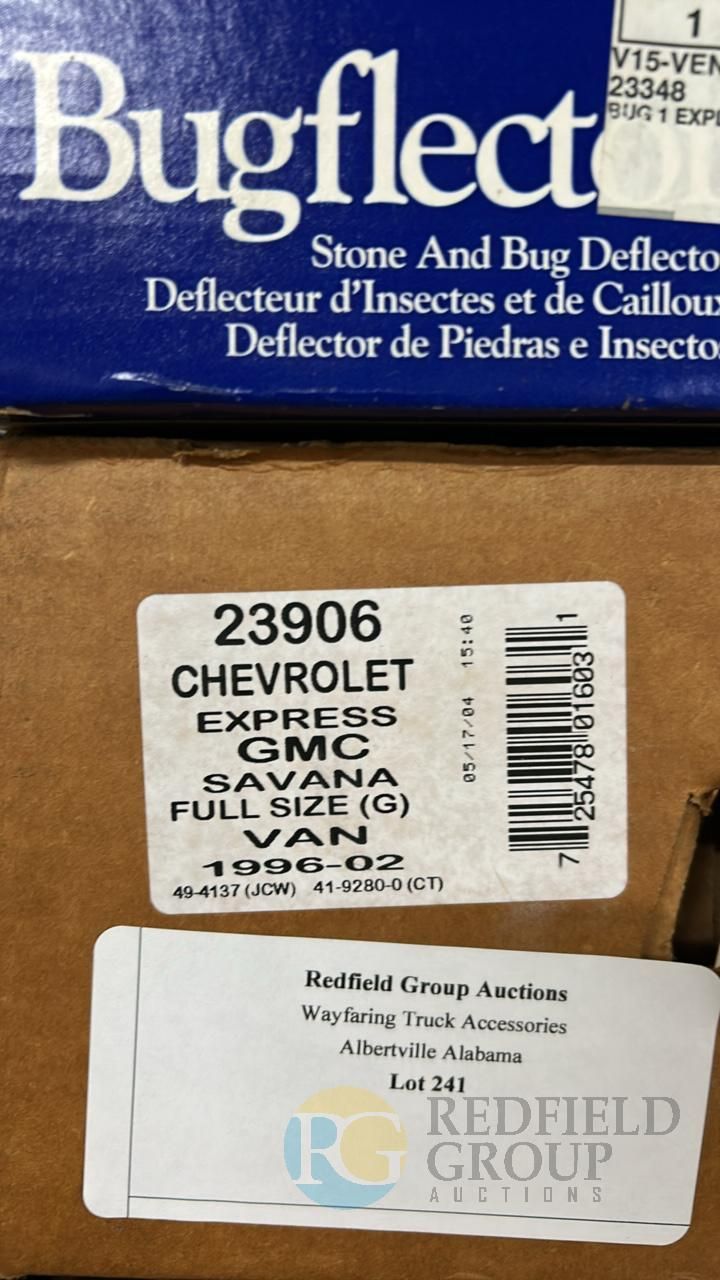 1
V15-VEN
23348
BUG 1 EXPL
Bugflector
Stone And Bug Deflecto
Deflecteur d'Insectes et de Cailloux
Deflector de Piedras e Insecto
23906
CHEVROLET
EXPRESS
GMC
SAVANA
FULL SIZE (G)
VAN
1996-02
49-4137 (JCW) 41-9280-0 (CT)
05/17/04 15:40
7 25478 01603 1
Redfield Group Auctions
Wayfaring Truck Accessories
Albertville Alabama
Lot 241
RG
REDFIELD
GROUP
AUCTIONS